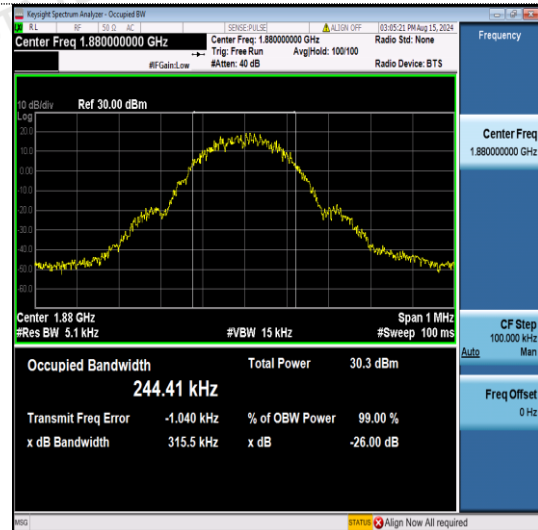 Keysight Spectrum Analyzer - Occupied BW
RL RF 50 Ω AC SENSE:PULSE ALIGN OFF 03:05:21 PM Aug 15, 2024
Center Freq 1.880000000 GHz Center Freq: 1.880000000 GHz Radio Std: None
Trig: Free Run Avg|Hold: 100/100
#IFGain:Low #Atten: 40 dB Radio Device: BTS
10 dB/div Ref 30.00 dBm
Log
20.0
10.0
0.00
-10.0
-20.0
-30.0
-40.0
-50.0
-60.0
Center 1.88 GHz Span 1 MHz
#Res BW 5.1 kHz #VBW 15 kHz #Sweep 100 ms
Occupied Bandwidth Total Power 30.3 dBm
244.41 kHz
Transmit Freq Error -1.040 kHz % of OBW Power 99.00 %
x dB Bandwidth 315.5 kHz x dB -26.00 dB
Frequency
Center Freq
1.880000000 GHz
CF Step
100.000 kHz
Auto Man
Freq Offset
0 Hz
MSG STATUS Align Now All required